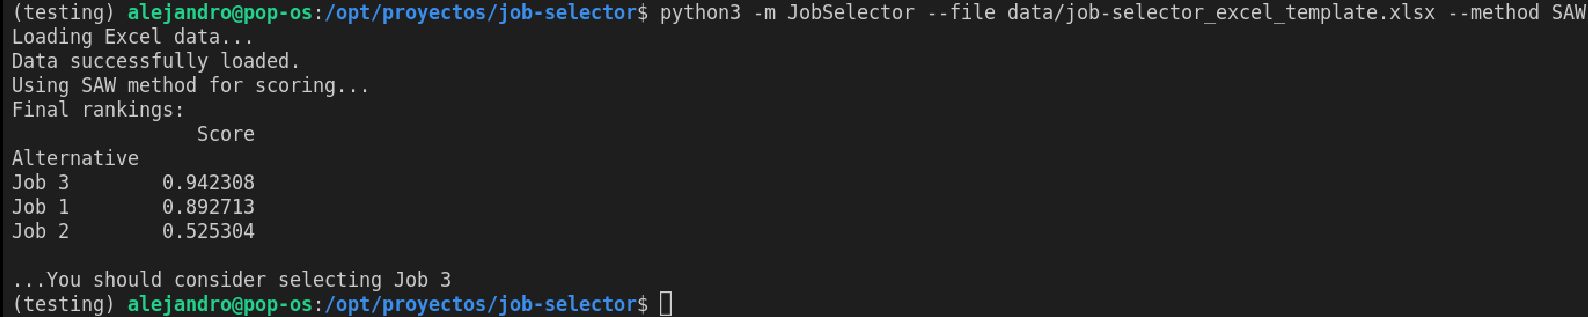 (testing) alejandro@pop-os:/opt/proyectos/job-selector$ python3 -m JobSelector --file data/job-selector_excel_template.xlsx --method SAW
Loading Excel data...
Data successfully loaded.
Using SAW method for scoring...
Final rankings:
Score
Alternative
Job 3 0.942308
Job 1 0.892713
Job 2 0.525304
...You should consider selecting Job 3
(testing) alejandro@pop-os:/opt/proyectos/job-selector$